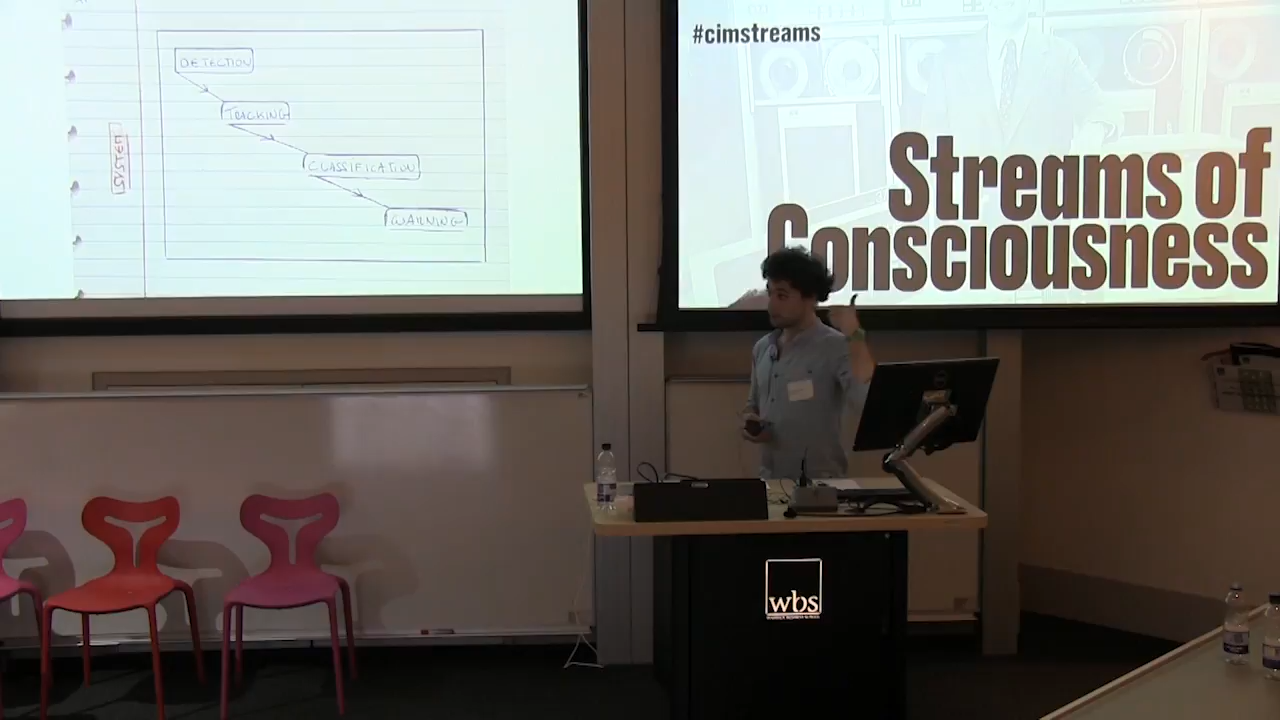 DETECTION
TRACKING
CLASSIFICATION
WARNING
SYSTEM
#cimstreams
Streams of
Consciousness
wbs